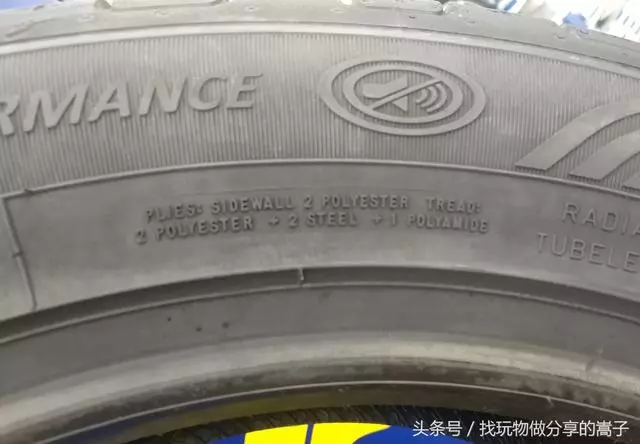 RMANCE
PLIES: SIDEWALL 2 POLYESTER TREAD:
2 POLYESTER + 2 STEEL + 1 POLYAMIDE
RADIA
TUBELE
头条号 / 找玩物做分享的嵩子